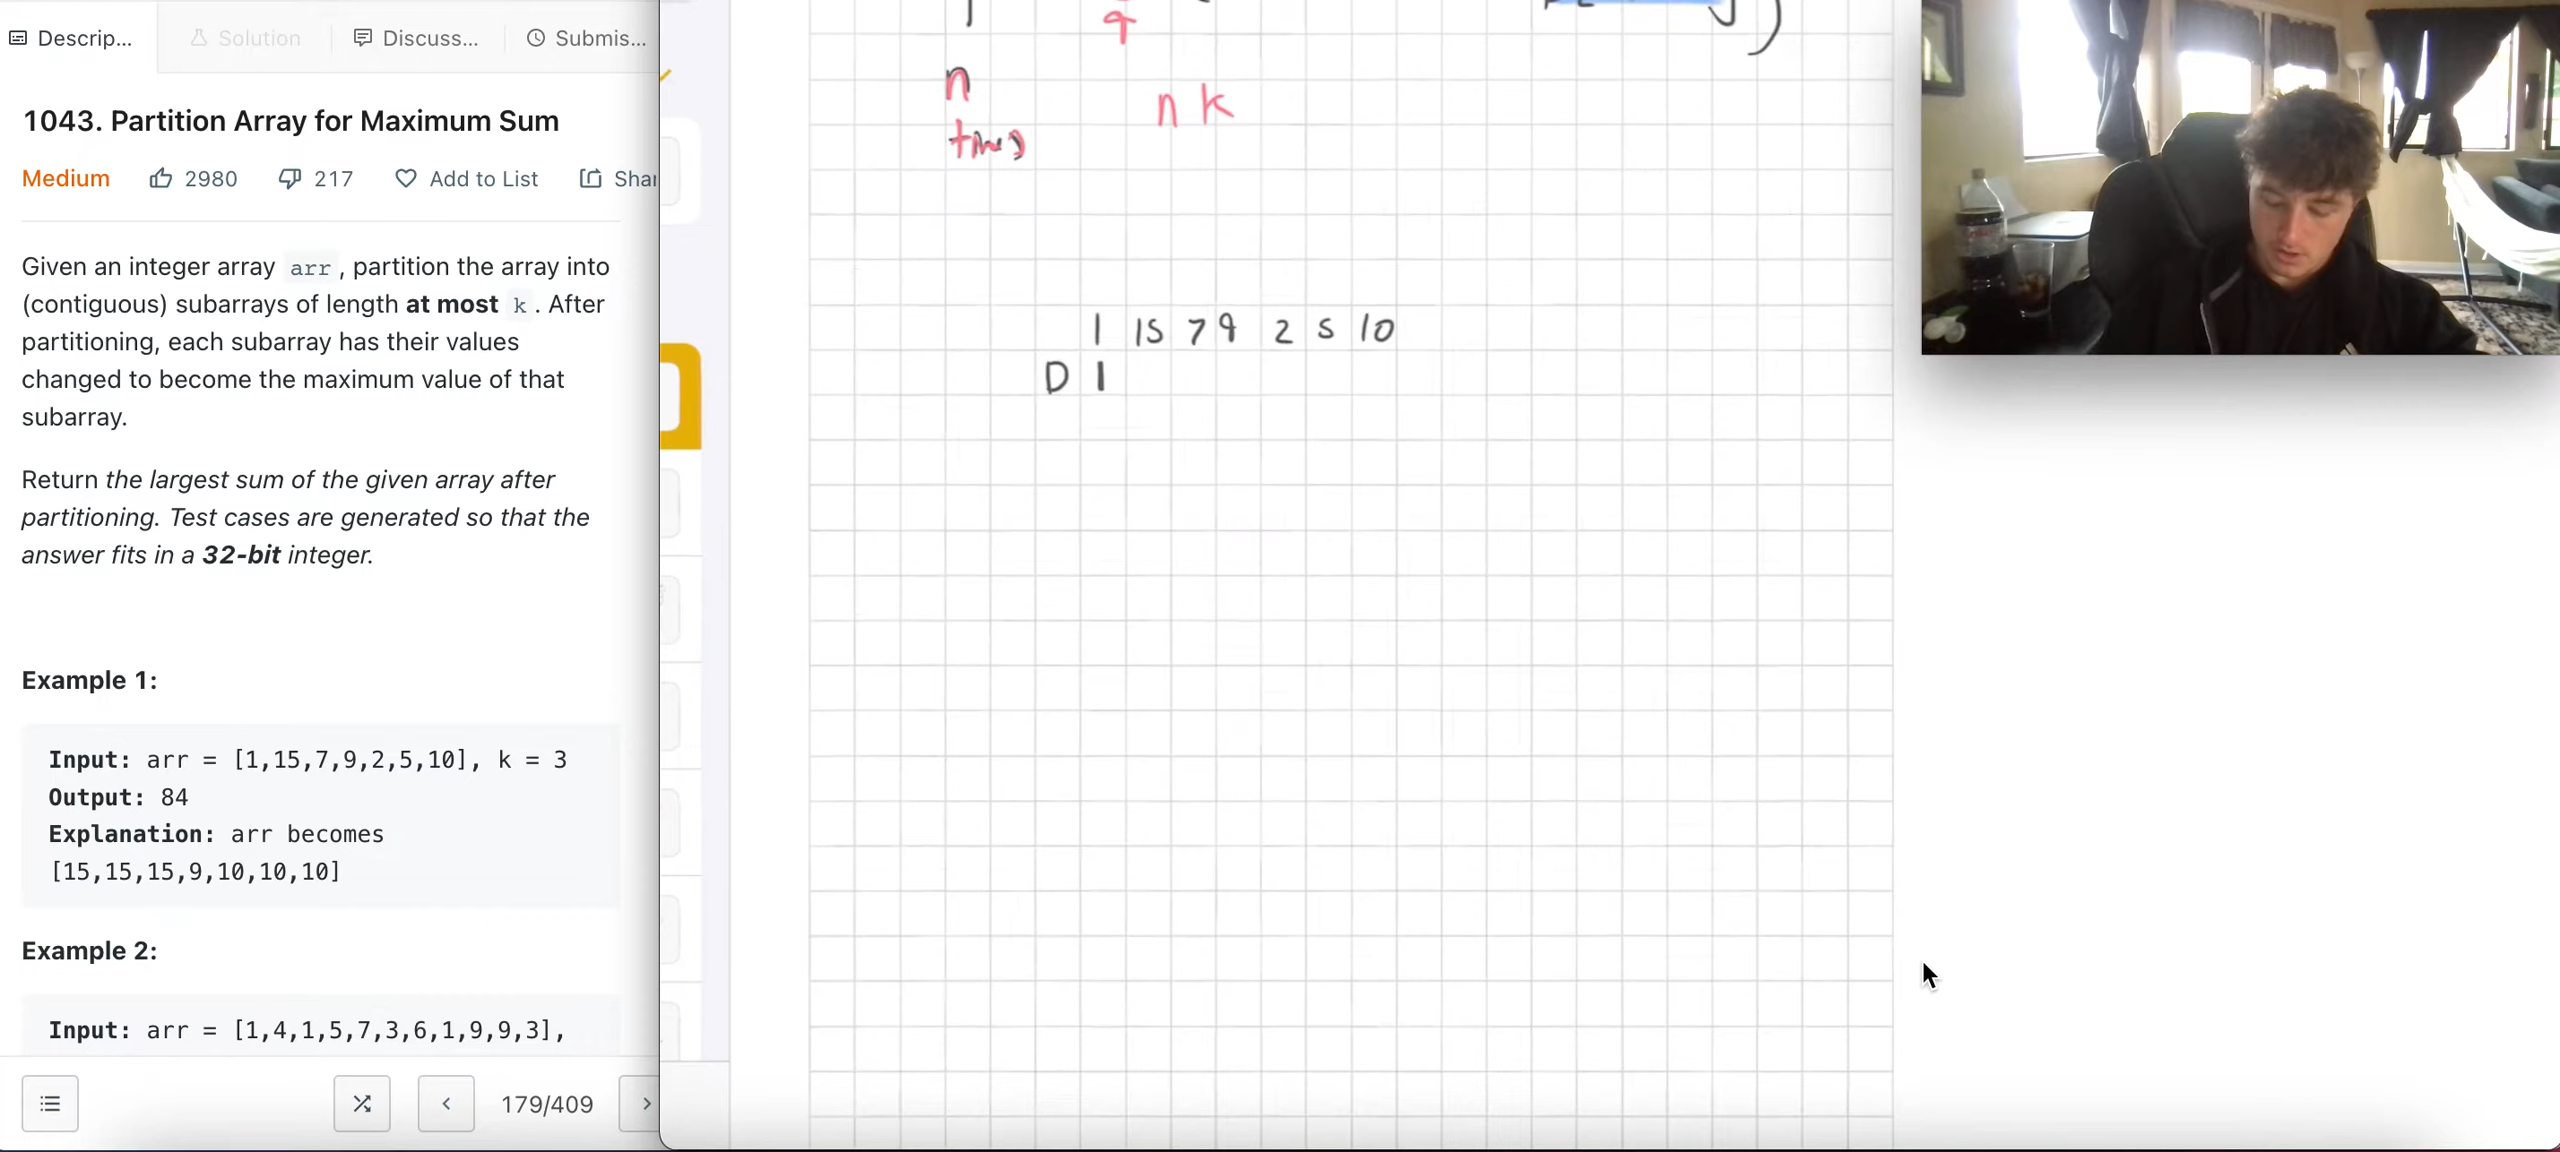 Descrip...
Solution
Discuss...
Submis...
1043. Partition Array for Maximum Sum
Medium
2980
217
Add to List
Shar
Given an integer array arr , partition the array into
(contiguous) subarrays of length at most k . After
partitioning, each subarray has their values
changed to become the maximum value of that
subarray.
Return the largest sum of the given array after
partitioning. Test cases are generated so that the
answer fits in a 32-bit integer.
Example 1:
Input: arr = [1,15,7,9,2,5,10], k = 3
Output: 84
Explanation: arr becomes
[15,15,15,9,10,10,10]
Example 2:
Input: arr = [1,4,1,5,7,3,6,1,9,9,3],
179/409
n
times
n k
1 15 7 9 2 5 10
D 1